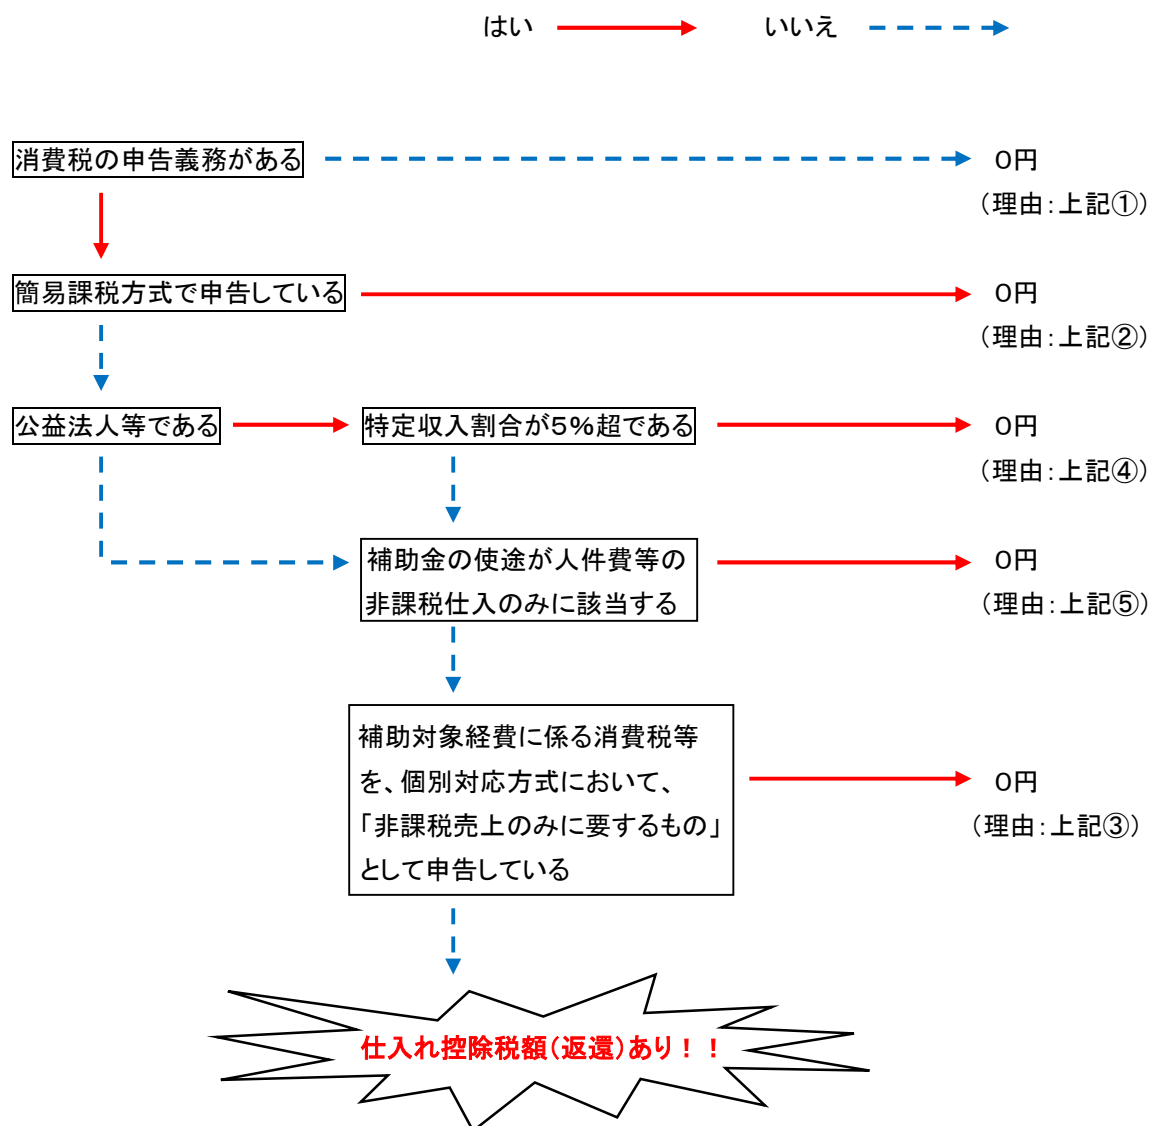 はい
いいえ
消費税の申告義務がある
０円
（理由：上記①）
簡易課税方式で申告している
０円
（理由：上記②）
公益法人等である
特定収入割合が５％超である
０円
（理由：上記④）
補助金の使途が人件費等の
非課税仕入のみに該当する
０円
（理由：上記⑤）
補助対象経費に係る消費税等
を、個別対応方式において、
「非課税売上のみに要するもの」
として申告している
０円
（理由：上記③）
仕入れ控除税額（返還）あり！！